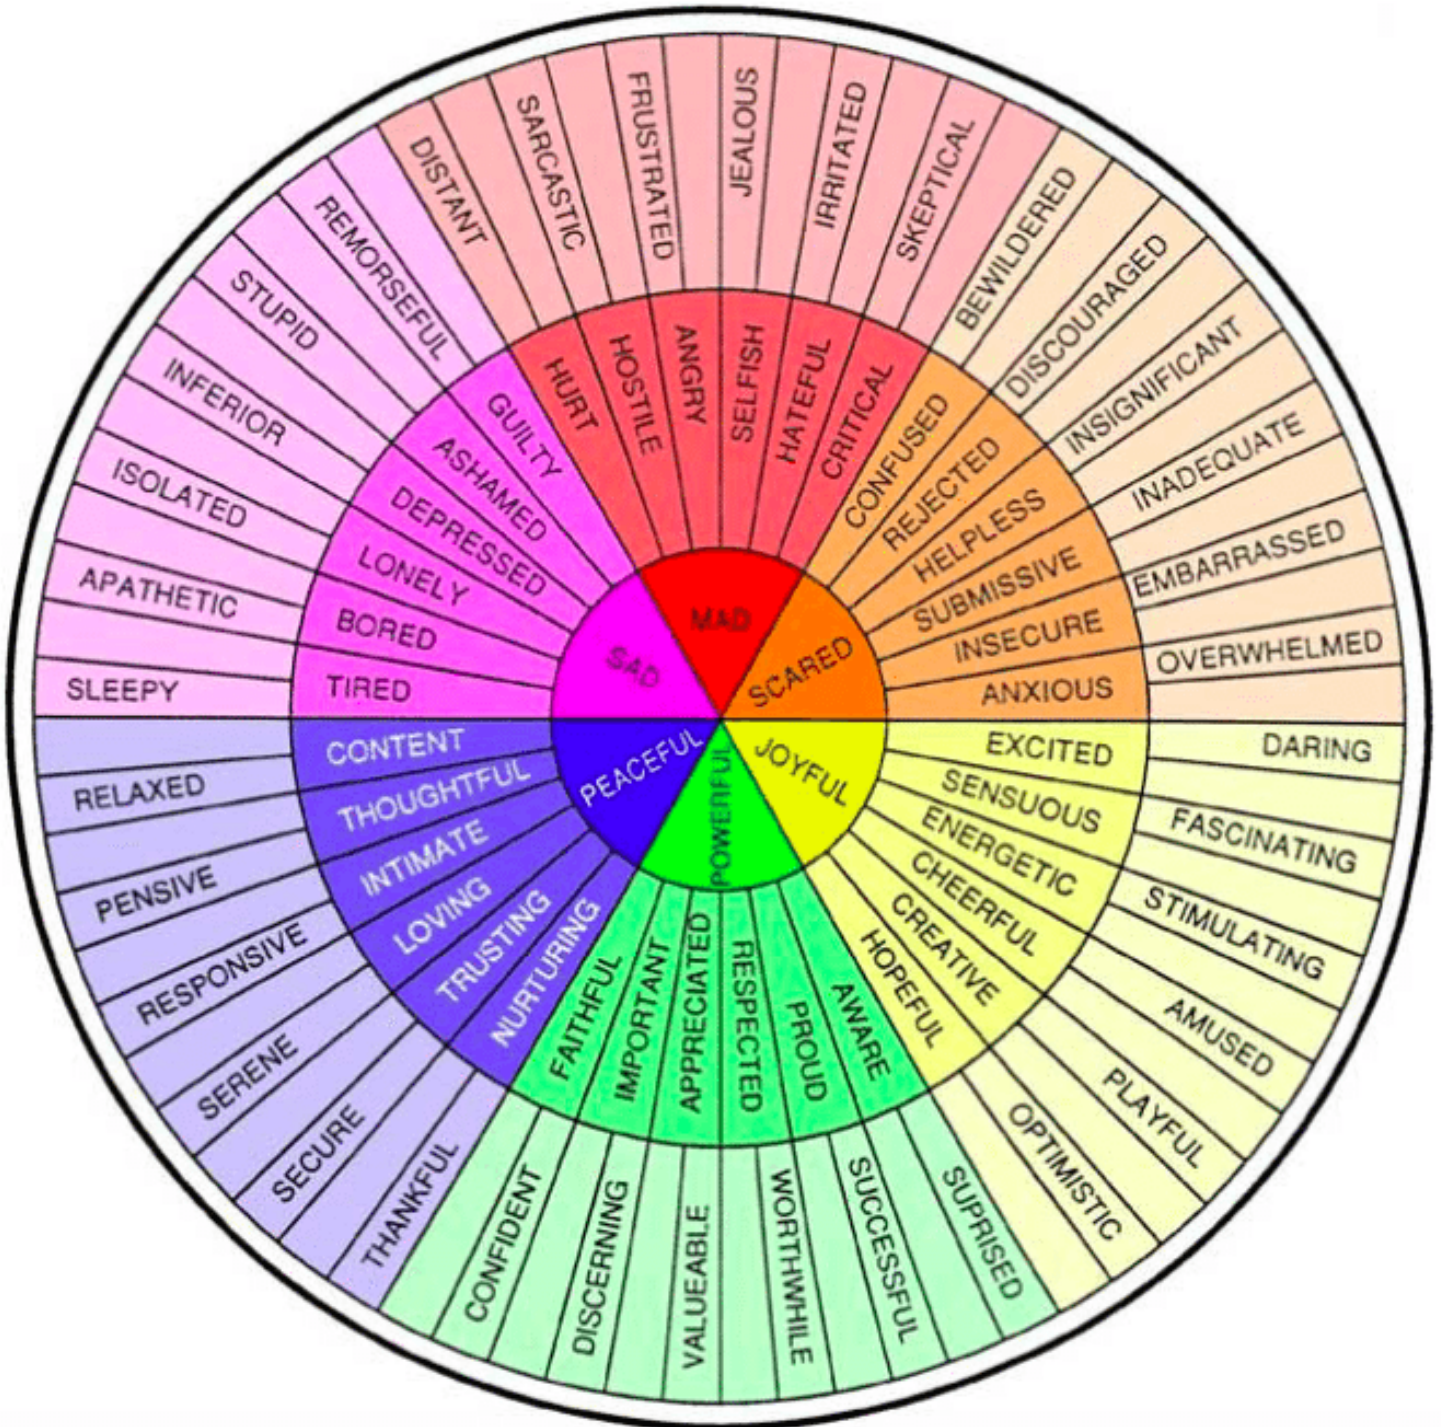 MAD
SCARED
JOYFUL
POWERFUL
PEACEFUL
SAD
HURT
HOSTILE
ANGRY
SELFISH
HATEFUL
CRITICAL
CONFUSED
REJECTED
HELPLESS
SUBMISSIVE
INSECURE
ANXIOUS
EXCITED
SENSUOUS
ENERGETIC
CHEERFUL
CREATIVE
HOPEFUL
AWARE
PROUD
RESPECTED
APPRECIATED
IMPORTANT
FAITHFUL
NURTURING
TRUSTING
LOVING
INTIMATE
THOUGHTFUL
CONTENT
TIRED
BORED
LONELY
DEPRESSED
ASHAMED
GUILTY
DISTANT
SARCASTIC
FRUSTRATED
JEALOUS
IRRITATED
SKEPTICAL
BEWILDERED
DISCOURAGED
INSIGNIFICANT
INADEQUATE
EMBARRASSED
OVERWHELMED
DARING
FASCINATING
STIMULATING
AMUSED
PLAYFUL
OPTIMISTIC
SUPRISED
SUCCESSFUL
WORTHWHILE
VALUEABLE
DISCERNING
CONFIDENT
THANKFUL
SECURE
SERENE
RESPONSIVE
PENSIVE
RELAXED
SLEEPY
APATHETIC
ISOLATED
INFERIOR
STUPID
REMORSEFUL